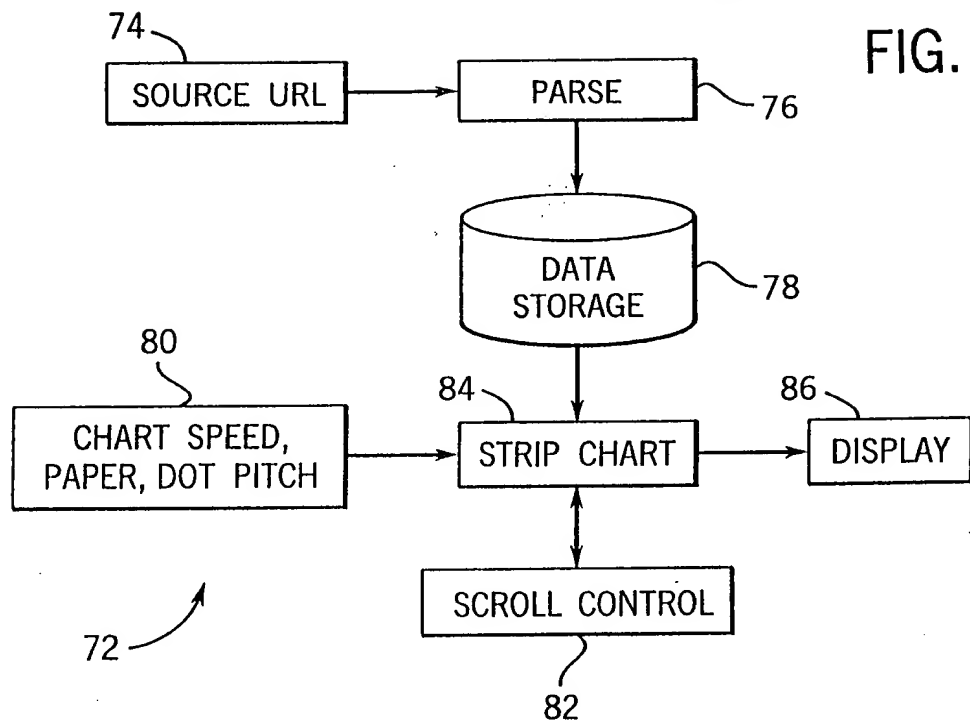 FIG.
74
SOURCE URL
PARSE
76
DATA
STORAGE
78
80
CHART SPEED,
PAPER, DOT PITCH
84
STRIP CHART
86
DISPLAY
SCROLL CONTROL
72
82